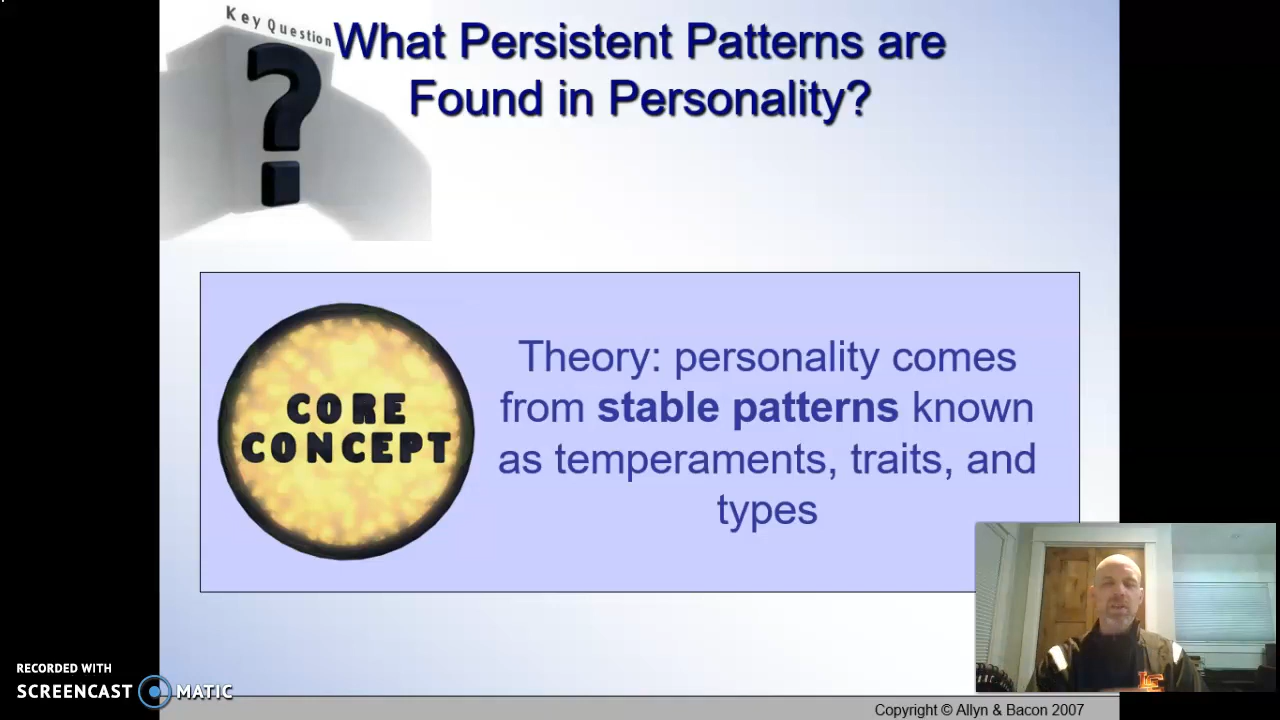 Key Question
What Persistent Patterns are
Found in Personality?
CORE
CONCEPT
Theory: personality comes
from stable patterns known
as temperaments, traits, and
types
RECORDED WITH
SCREENCAST MATIC
Copyright © Allyn & Bacon 2007